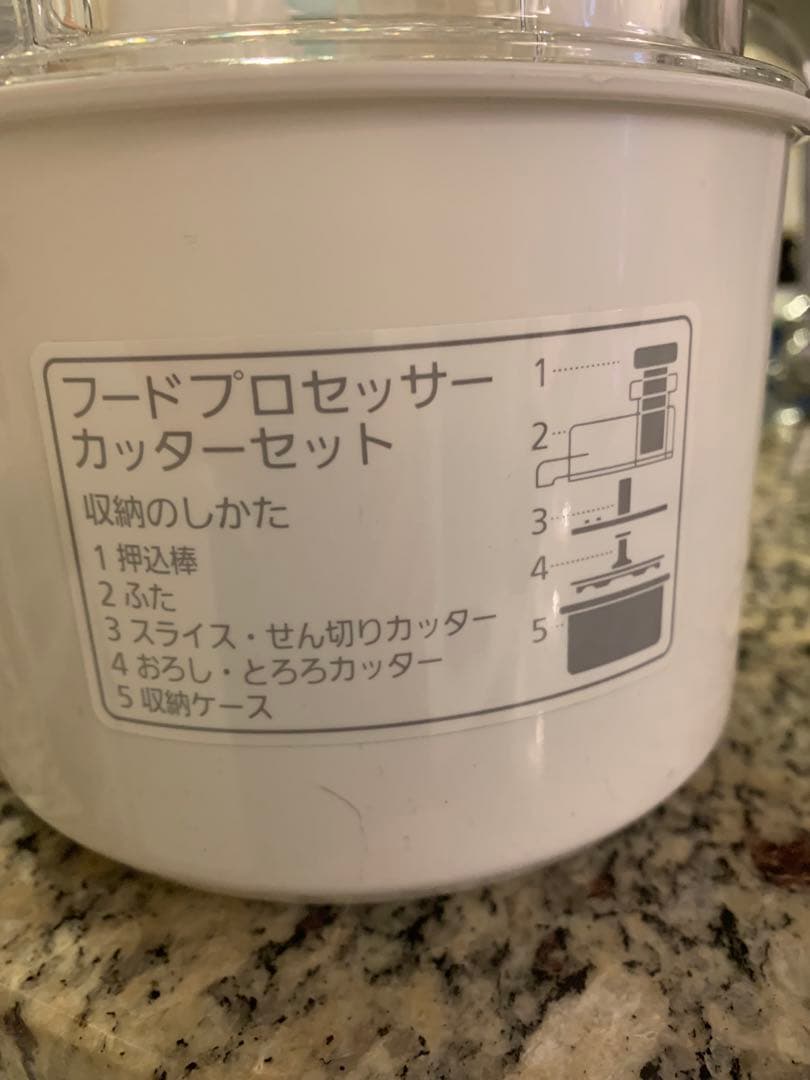 フードプロセッサー
カッターセット
収納のしかた
1 押込棒
2 ふた
3 スライス・せん切りカッター
4 おろし・とろろカッター
5 収納ケース
1
2
3
4
5